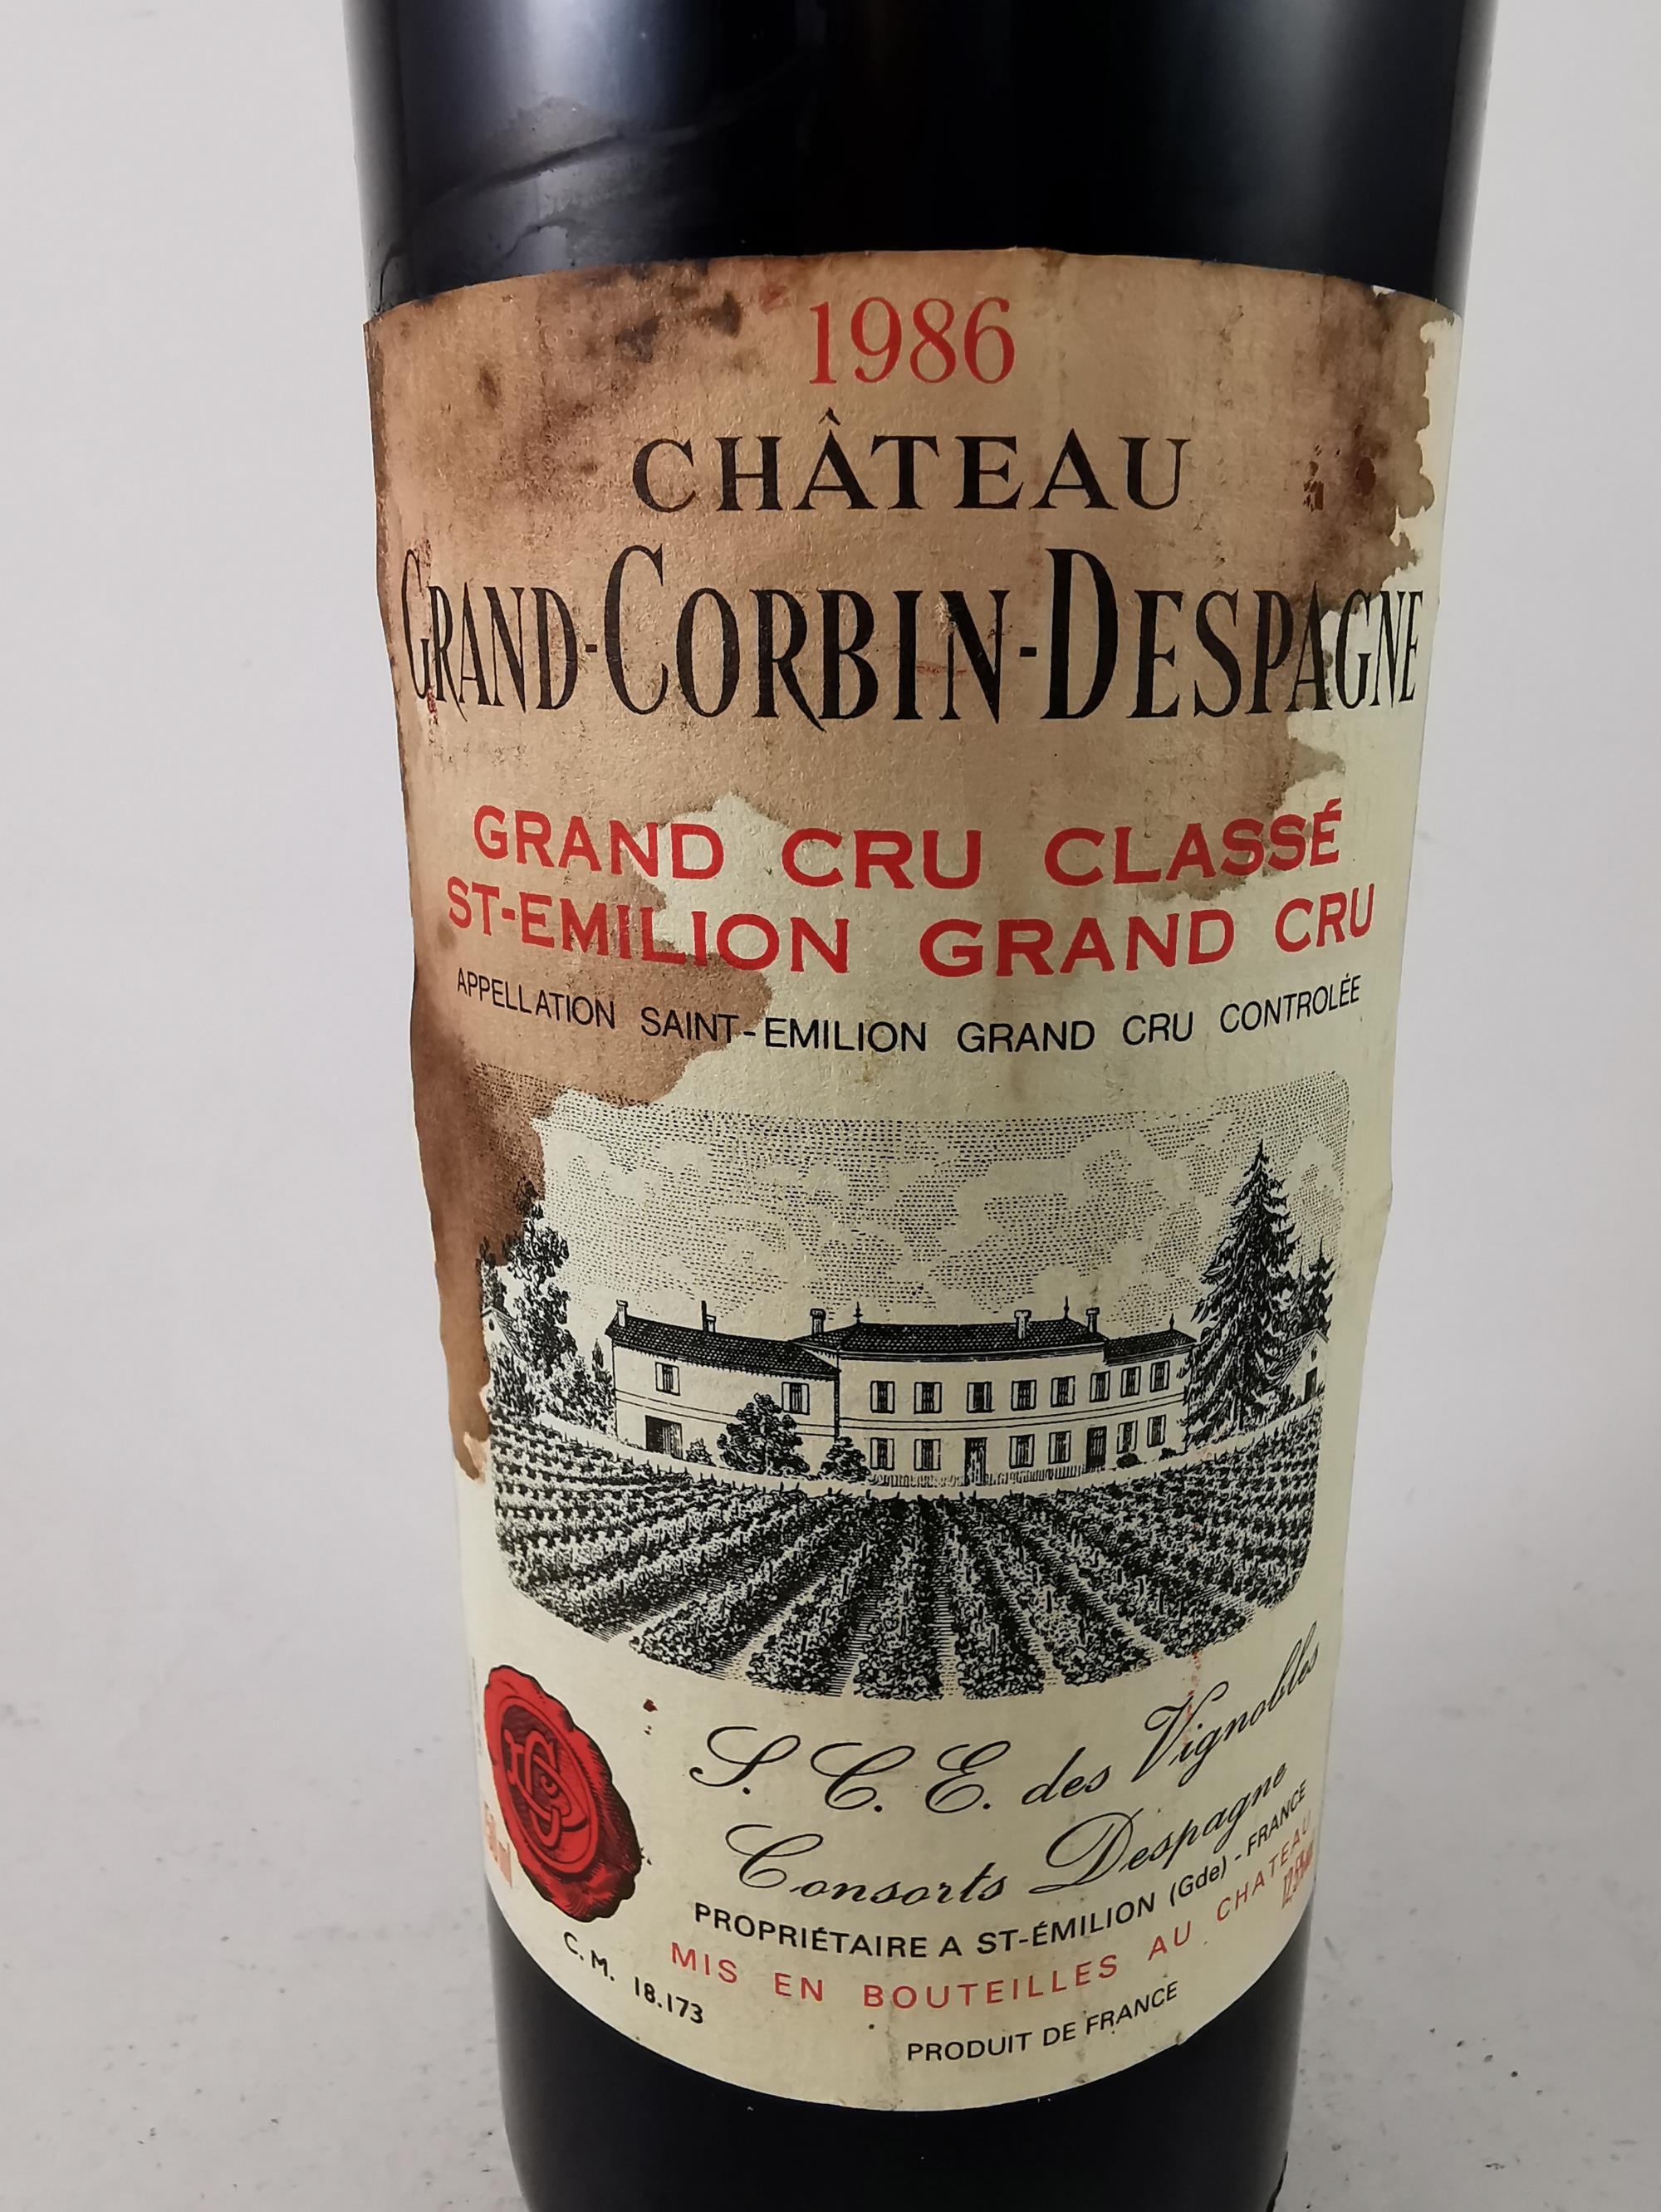 1986
CHÂTEAU
GRAND-CORBIN-DESPAGNE
GRAND CRU CLASSÉ
ST-EMILION GRAND CRU
APPELLATION SAINT-EMILION GRAND CRU CONTROLÉE
S. C. E. des Vignobles
Consorts Despagne
PROPRIÉTAIRE A ST-ÉMILION (Gde) - FRANCE
MIS EN BOUTEILLES AU CHATEAU
C. M. 18.173
PRODUIT DE FRANCE